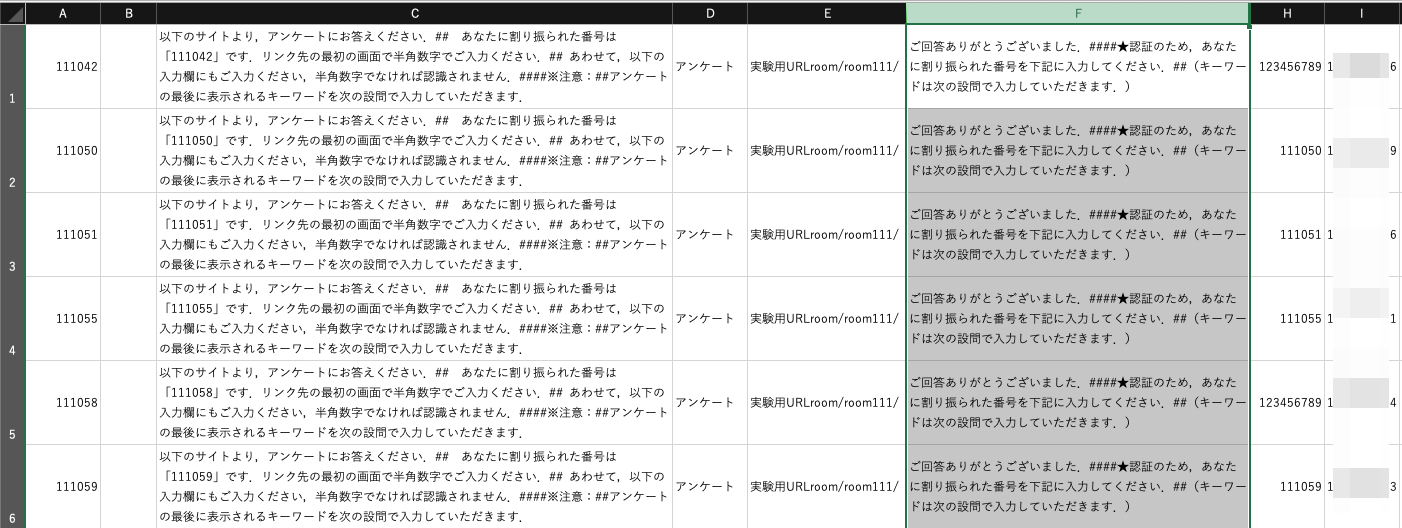 A B C D E F H I
1
111042
以下のサイトより，アンケートにお答えください．##　あなたに割り振られた番号は
「111042」です．リンク先の最初の画面で半角数字でご入力ください．## あわせて，以下の
入力欄にもご入力ください，半角数字でなければ認識されません．####※注意：##アンケート
の最後に表示されるキーワードを次の設問で入力していただきます．
アンケート
実験用URLroom/room111/
ご回答ありがとうございました．####★認証のため，あなた
に割り振られた番号を下記に入力してください．##（キーワー
ドは次の設問で入力していただきます．）
123456789
1 6
2
111050
以下のサイトより，アンケートにお答えください．##　あなたに割り振られた番号は
「111050」です．リンク先の最初の画面で半角数字でご入力ください．## あわせて，以下の
入力欄にもご入力ください，半角数字でなければ認識されません．####※注意：##アンケート
の最後に表示されるキーワードを次の設問で入力していただきます．
アンケート
実験用URLroom/room111/
ご回答ありがとうございました．####★認証のため，あなた
に割り振られた番号を下記に入力してください．##（キーワー
ドは次の設問で入力していただきます．）
111050
1 9
3
111051
以下のサイトより，アンケートにお答えください．##　あなたに割り振られた番号は
「111051」です．リンク先の最初の画面で半角数字でご入力ください．## あわせて，以下の
入力欄にもご入力ください，半角数字でなければ認識されません．####※注意：##アンケート
の最後に表示されるキーワードを次の設問で入力していただきます．
アンケート
実験用URLroom/room111/
ご回答ありがとうございました．####★認証のため，あなた
に割り振られた番号を下記に入力してください．##（キーワー
ドは次の設問で入力していただきます．）
111051
1 6
4
111055
以下のサイトより，アンケートにお答えください．##　あなたに割り振られた番号は
「111055」です．リンク先の最初の画面で半角数字でご入力ください．## あわせて，以下の
入力欄にもご入力ください，半角数字でなければ認識されません．####※注意：##アンケート
の最後に表示されるキーワードを次の設問で入力していただきます．
アンケート
実験用URLroom/room111/
ご回答ありがとうございました．####★認証のため，あなた
に割り振られた番号を下記に入力してください．##（キーワー
ドは次の設問で入力していただきます．）
111055
1 1
5
111058
以下のサイトより，アンケートにお答えください．##　あなたに割り振られた番号は
「111058」です．リンク先の最初の画面で半角数字でご入力ください．## あわせて，以下の
入力欄にもご入力ください，半角数字でなければ認識されません．####※注意：##アンケート
の最後に表示されるキーワードを次の設問で入力していただきます．
アンケート
実験用URLroom/room111/
ご回答ありがとうございました．####★認証のため，あなた
に割り振られた番号を下記に入力してください．##（キーワー
ドは次の設問で入力していただきます．）
123456789
1 4
6
111059
以下のサイトより，アンケートにお答えください．##　あなたに割り振られた番号は
「111059」です．リンク先の最初の画面で半角数字でご入力ください．## あわせて，以下の
入力欄にもご入力ください，半角数字でなければ認識されません．####※注意：##アンケート
の最後に表示されるキーワードを次の設問で入力していただきます．
アンケート
実験用URLroom/room111/
ご回答ありがとうございました．####★認証のため，あなた
に割り振られた番号を下記に入力してください．##（キーワー
ドは次の設問で入力していただきます．）
111059
1 3